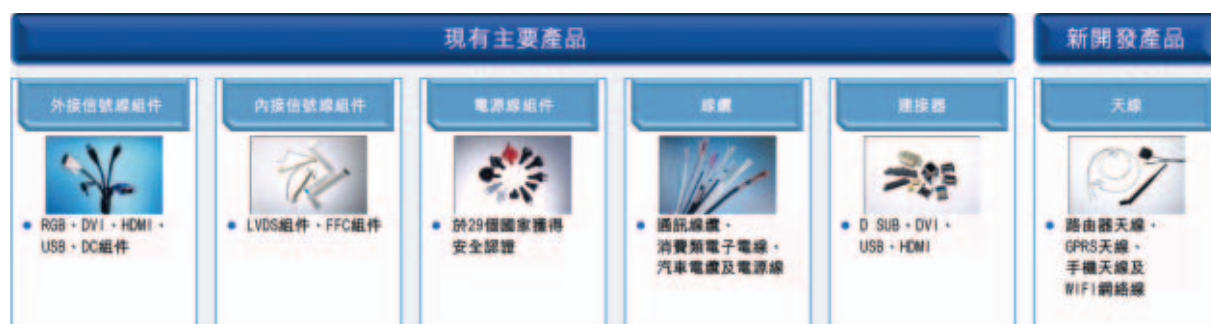 現有主要產品
新開發產品
外接信號線組件
內接信號線組件
電源線組件
線纜
連接器
天線
• RGB、DVI、HDMI、
USB、DC組件
• LVDS組件、FFC組件
• 於29個國家獲得
安全認證
• 通訊線纜、
消費類電子電線、
汽車電纜及電源線
• D SUB、DVI、
USB、HDMI
• 路由器天線、
GPRS天線、
手機天線及
WIFI網絡線